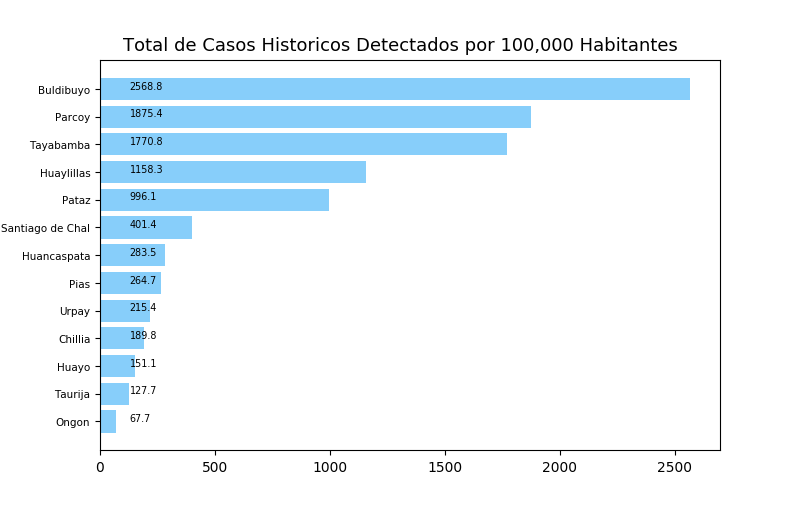 Total de Casos Historicos Detectados por 100,000 Habitantes
Buldibuyo 2568.8
Parcoy 1875.4
Tayabamba 1770.8
Huaylillas 1158.3
Pataz 996.1
Santiago de Chal 401.4
Huancaspata 283.5
Pias 264.7
Urpay 215.4
Chillia 189.8
Huayo 151.1
Taurija 127.7
Ongon 67.7
0 500 1000 1500 2000 2500